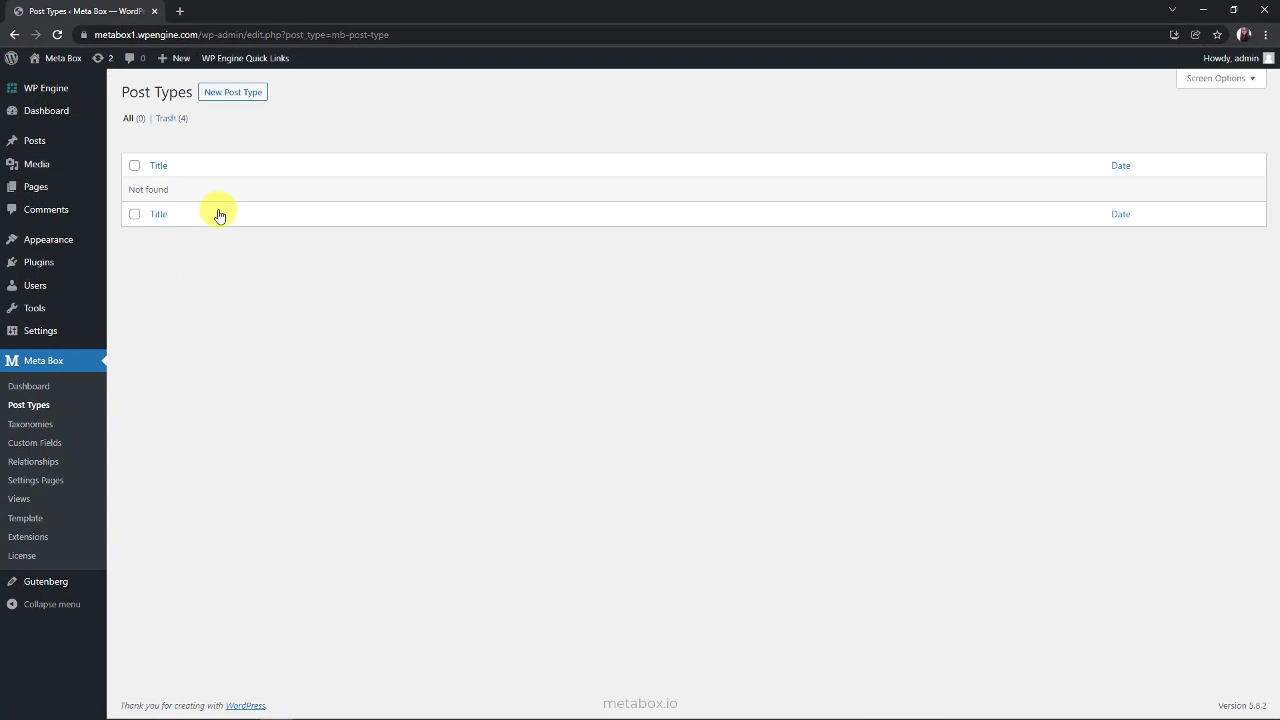 Post Types ‹ Meta Box — WordPr
metabox1.wpengine.com/wp-admin/edit.php?post_type=mb-post-type
Meta Box 2 0 New WP Engine Quick Links Howdy, admin
Screen Options
Post Types New Post Type
All (0) | Trash (4)
Title Date
Not found
Title Date
WP Engine
Dashboard
Posts
Media
Pages
Comments
Appearance
Plugins
Users
Tools
Settings
Meta Box
Dashboard
Post Types
Taxonomies
Custom Fields
Relationships
Settings Pages
Views
Template
Extensions
License
Gutenberg
Collapse menu
Thank you for creating with WordPress. Version 5.8.2
metabox.io